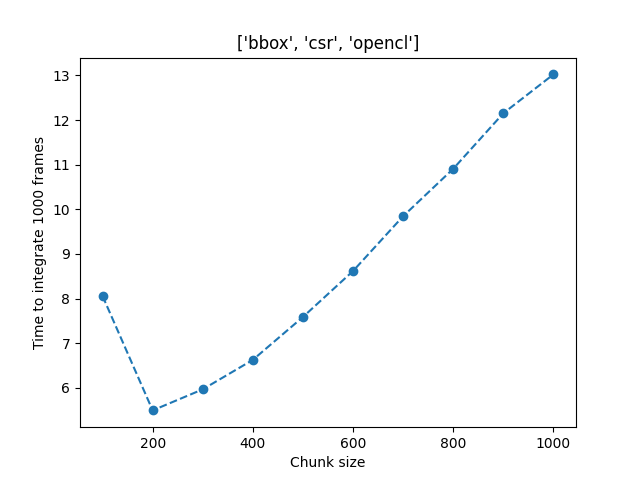 ['bbox', 'csr', 'opencl']
Time to integrate 1000 frames
13
12
11
10
9
8
7
6
200 400 600 800 1000
Chunk size